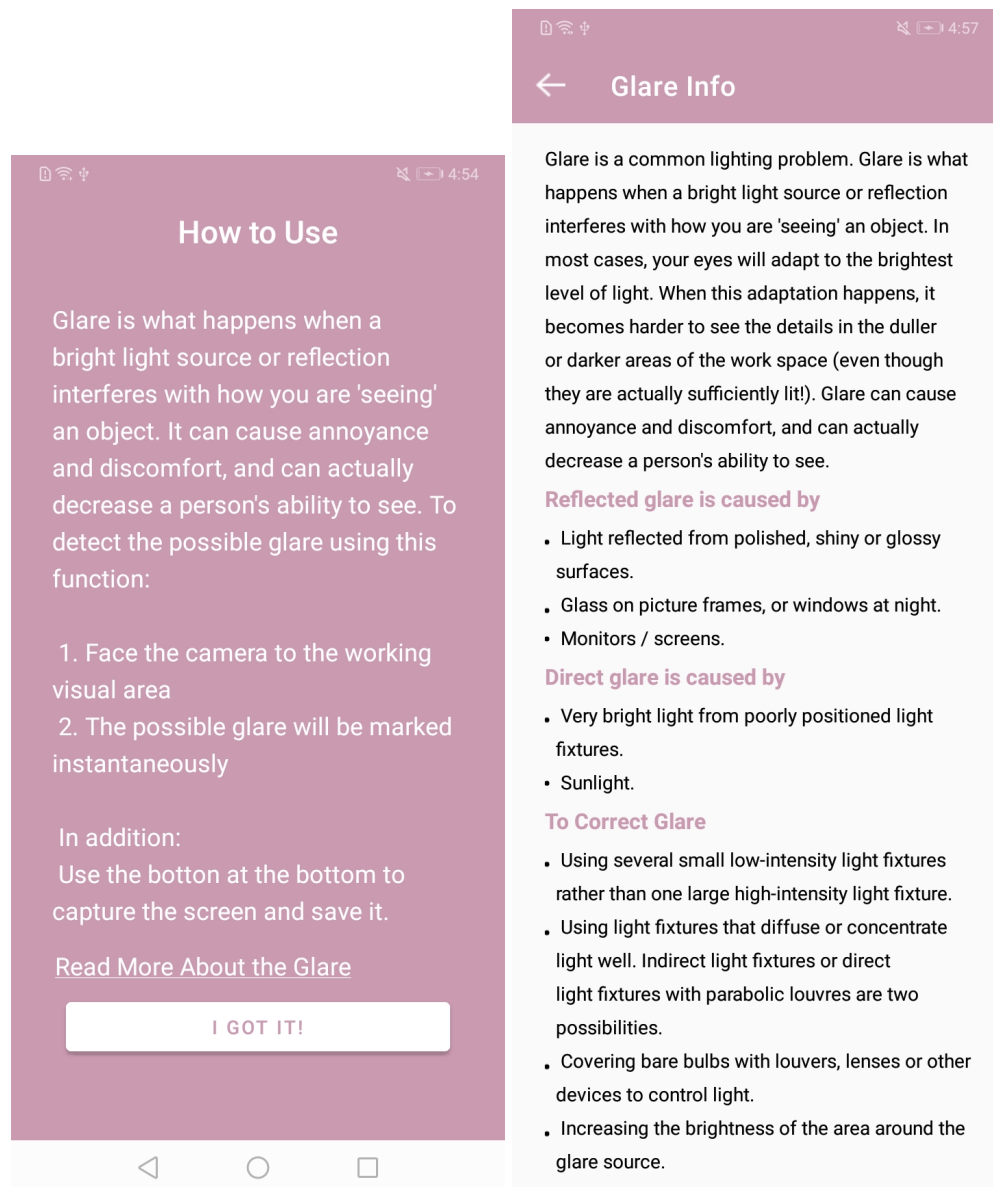 4:54
How to Use
Glare is what happens when a
bright light source or reflection
interferes with how you are 'seeing'
an object. It can cause annoyance
and discomfort, and can actually
decrease a person's ability to see. To
detect the possible glare using this
function:
1. Face the camera to the working
visual area
2. The possible glare will be marked
instantaneously
In addition:
Use the botton at the bottom to
capture the screen and save it.
Read More About the Glare
I GOT IT!
4:57
Glare Info
Glare is a common lighting problem. Glare is what
happens when a bright light source or reflection
interferes with how you are 'seeing' an object. In
most cases, your eyes will adapt to the brightest
level of light. When this adaptation happens, it
becomes harder to see the details in the duller
or darker areas of the work space (even though
they are actually sufficiently lit!). Glare can cause
annoyance and discomfort, and can actually
decrease a person's ability to see.
Reflected glare is caused by
• Light reflected from polished, shiny or glossy
surfaces.
• Glass on picture frames, or windows at night.
• Monitors / screens.
Direct glare is caused by
• Very bright light from poorly positioned light
fixtures.
• Sunlight.
To Correct Glare
• Using several small low-intensity light fixtures
rather than one large high-intensity light fixture.
• Using light fixtures that diffuse or concentrate
light well. Indirect light fixtures or direct
light fixtures with parabolic louvres are two
possibilities.
• Covering bare bulbs with louvers, lenses or other
devices to control light.
• Increasing the brightness of the area around the
glare source.